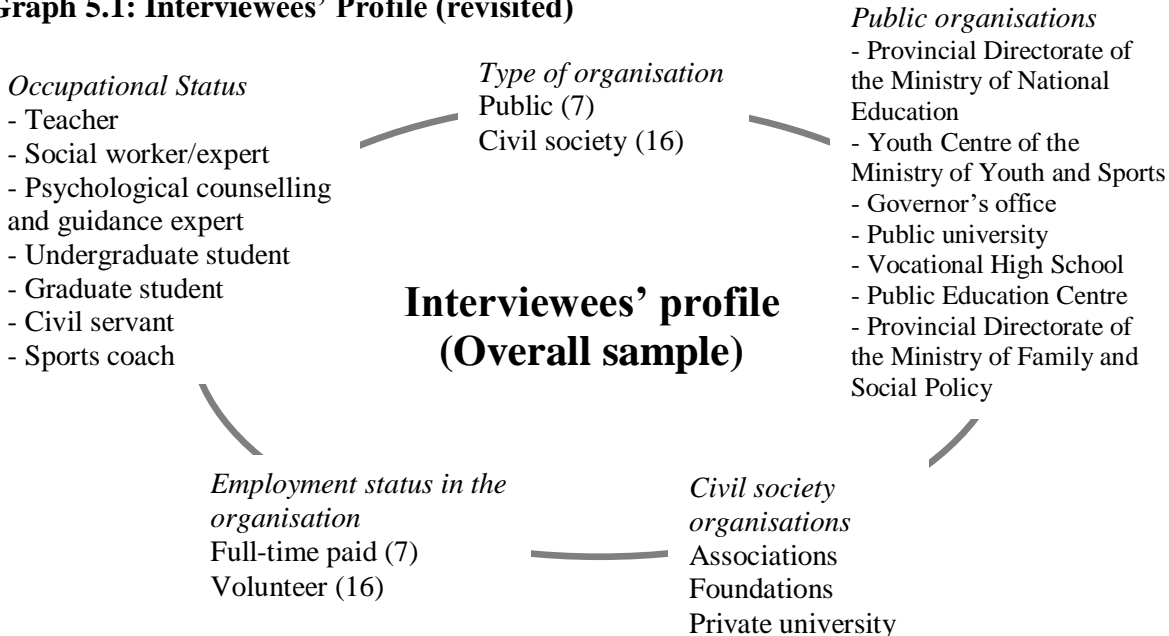 Graph 5.1: Interviewees’ Profile (revisited)
Occupational Status
- Teacher
- Social worker/expert
- Psychological counselling
and guidance expert
- Undergraduate student
- Graduate student
- Civil servant
- Sports coach
Type of organisation
Public (7)
Civil society (16)
Public organisations
- Provincial Directorate of
the Ministry of National
Education
- Youth Centre of the
Ministry of Youth and Sports
- Governor’s office
- Public university
- Vocational High School
- Public Education Centre
- Provincial Directorate of
the Ministry of Family and
Social Policy
Interviewees’ profile
(Overall sample)
Employment status in the
organisation
Full-time paid (7)
Volunteer (16)
Civil society
organisations
Associations
Foundations
Private university